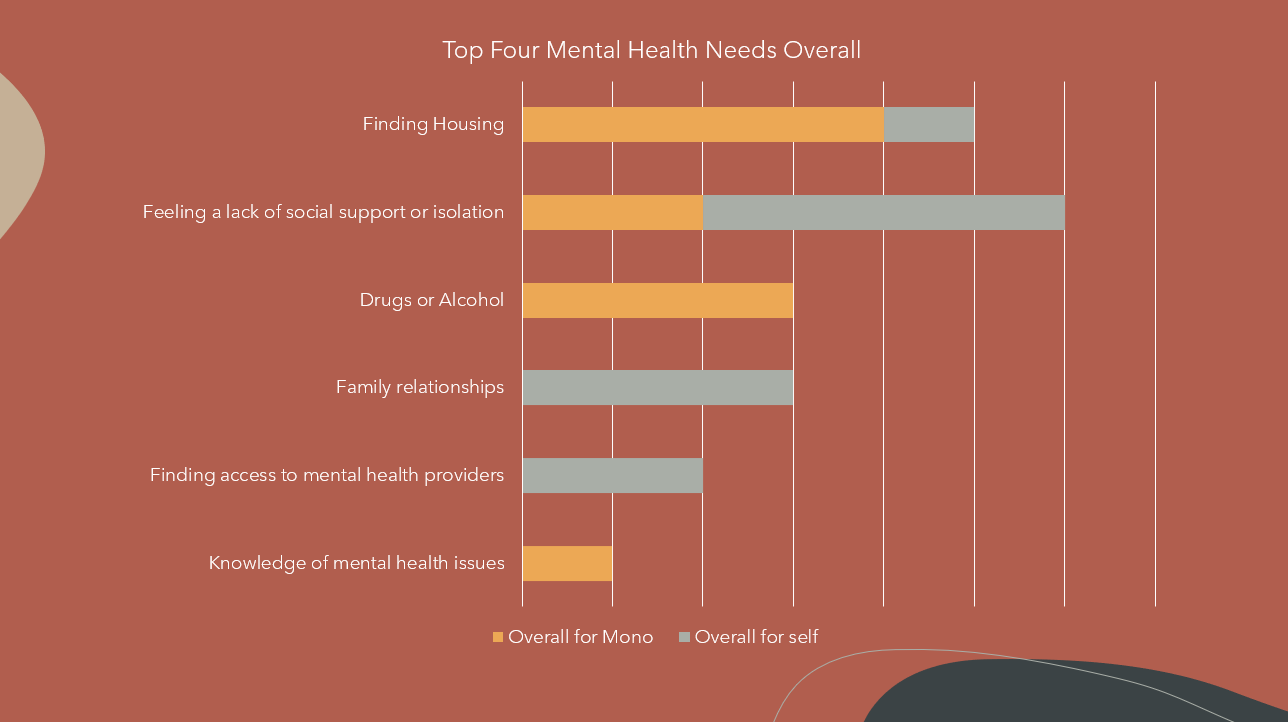 Top Four Mental Health Needs Overall
Finding Housing
Feeling a lack of social support or isolation
Drugs or Alcohol
Family relationships
Finding access to mental health providers
Knowledge of mental health issues
Overall for Mono
Overall for self